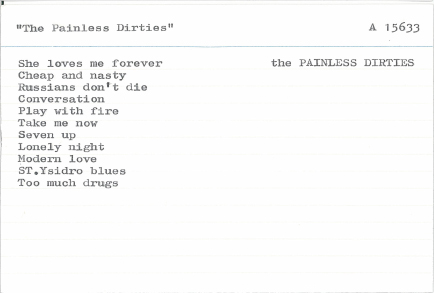 "The Painless Dirties" A 15633
She loves me forever the PAINLESS DIRTIES
Cheap and nasty
Russians don't die
Conversation
Play with fire
Take me now
Seven up
Lonely night
Modern love
ST.Ysidro blues
Too much drugs